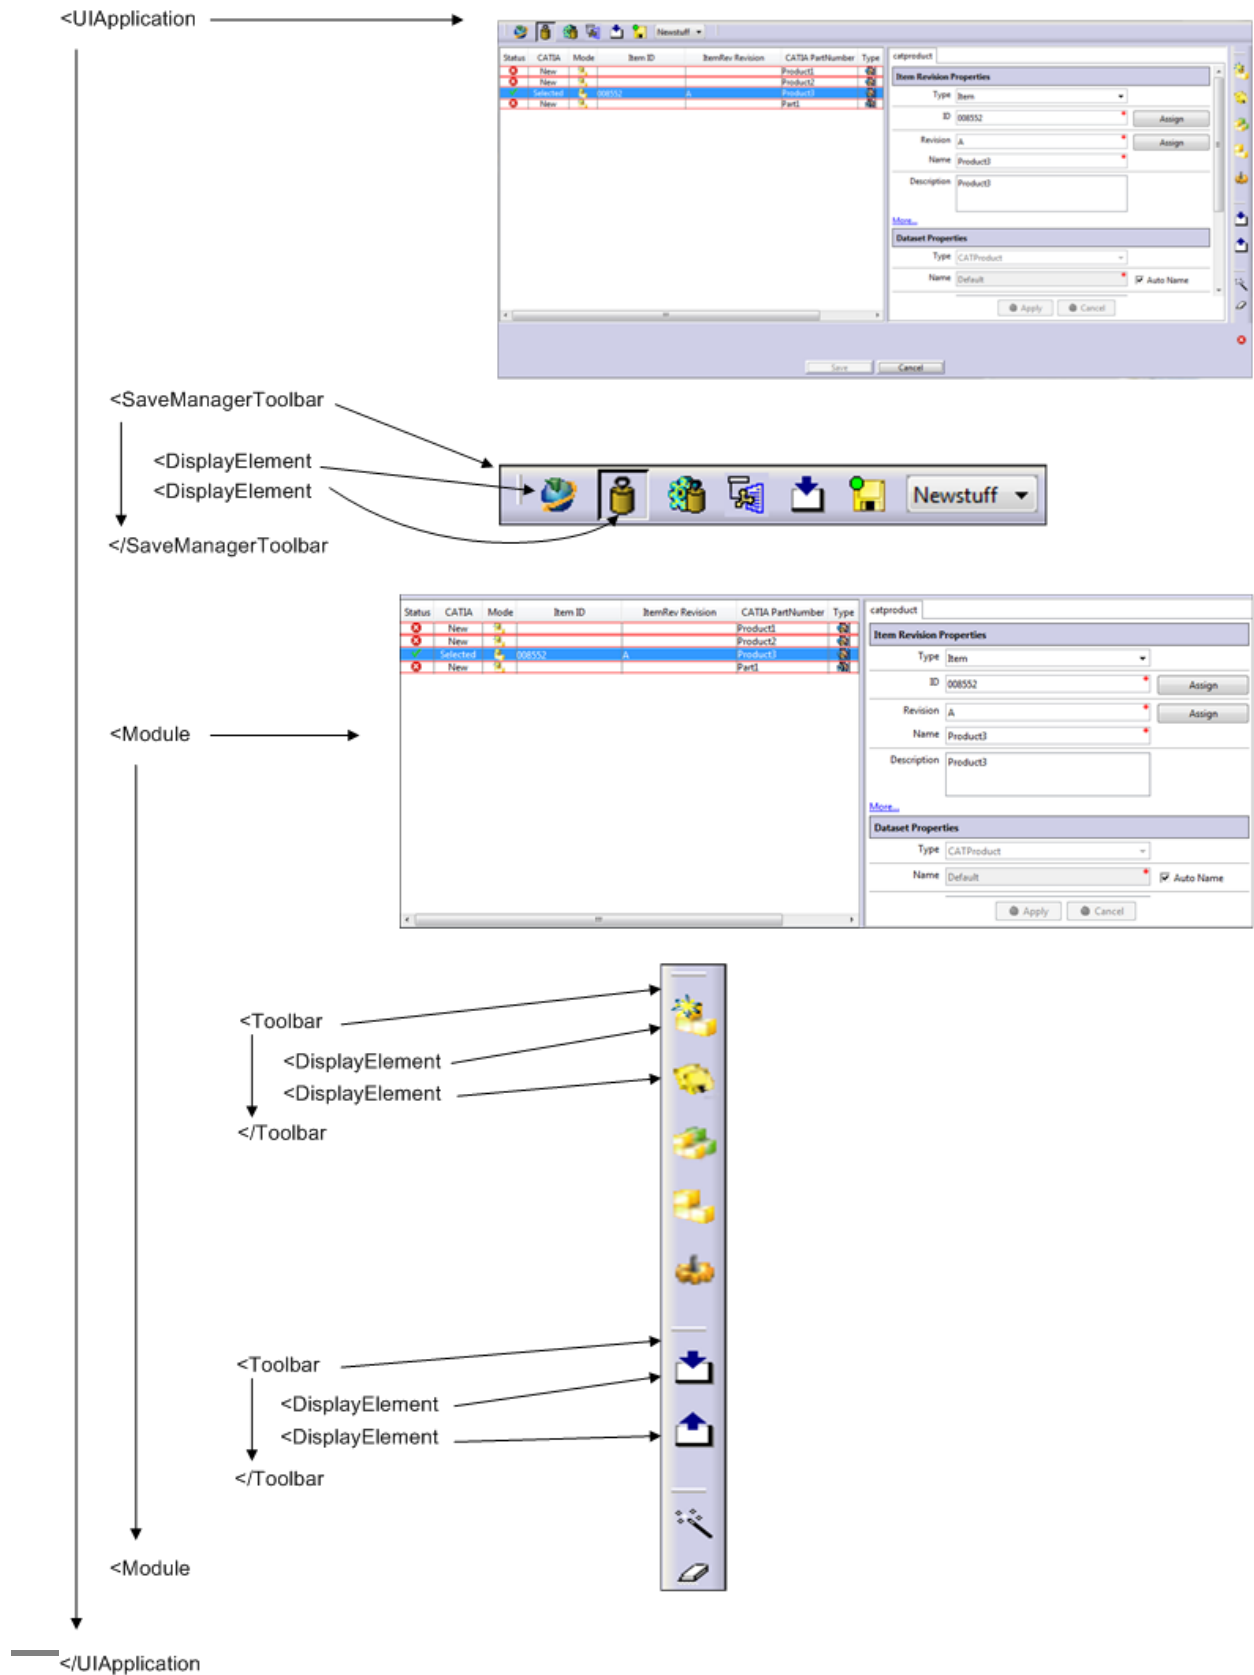 <UIApplication
Newstuff
Status CATIA Mode Item ID ItemRev Revision CATIA PartNumber Type
New Product1
New Product2
Selected 008552 A Product3
New Part1
catproduct
Item Revision Properties
Type Item
ID 008552 * Assign
Revision A * Assign
Name Product3 *
Description Product3
More...
Dataset Properties
Type CATProduct
Name Default * Auto Name
Apply Cancel
Save Cancel
<SaveManagerToolbar
<DisplayElement
<DisplayElement
Newstuff
</SaveManagerToolbar
Status CATIA Mode Item ID ItemRev Revision CATIA PartNumber Type
New Product1
New Product2
Selected 008552 A Product3
New Part1
catproduct
Item Revision Properties
Type Item
ID 008552 * Assign
Revision A * Assign
Name Product3 *
Description Product3
More...
Dataset Properties
Type CATProduct
Name Default * Auto Name
Apply Cancel
<Module
<Toolbar
<DisplayElement
<DisplayElement
</Toolbar
<Toolbar
<DisplayElement
<DisplayElement
</Toolbar
<Module
</UIApplication